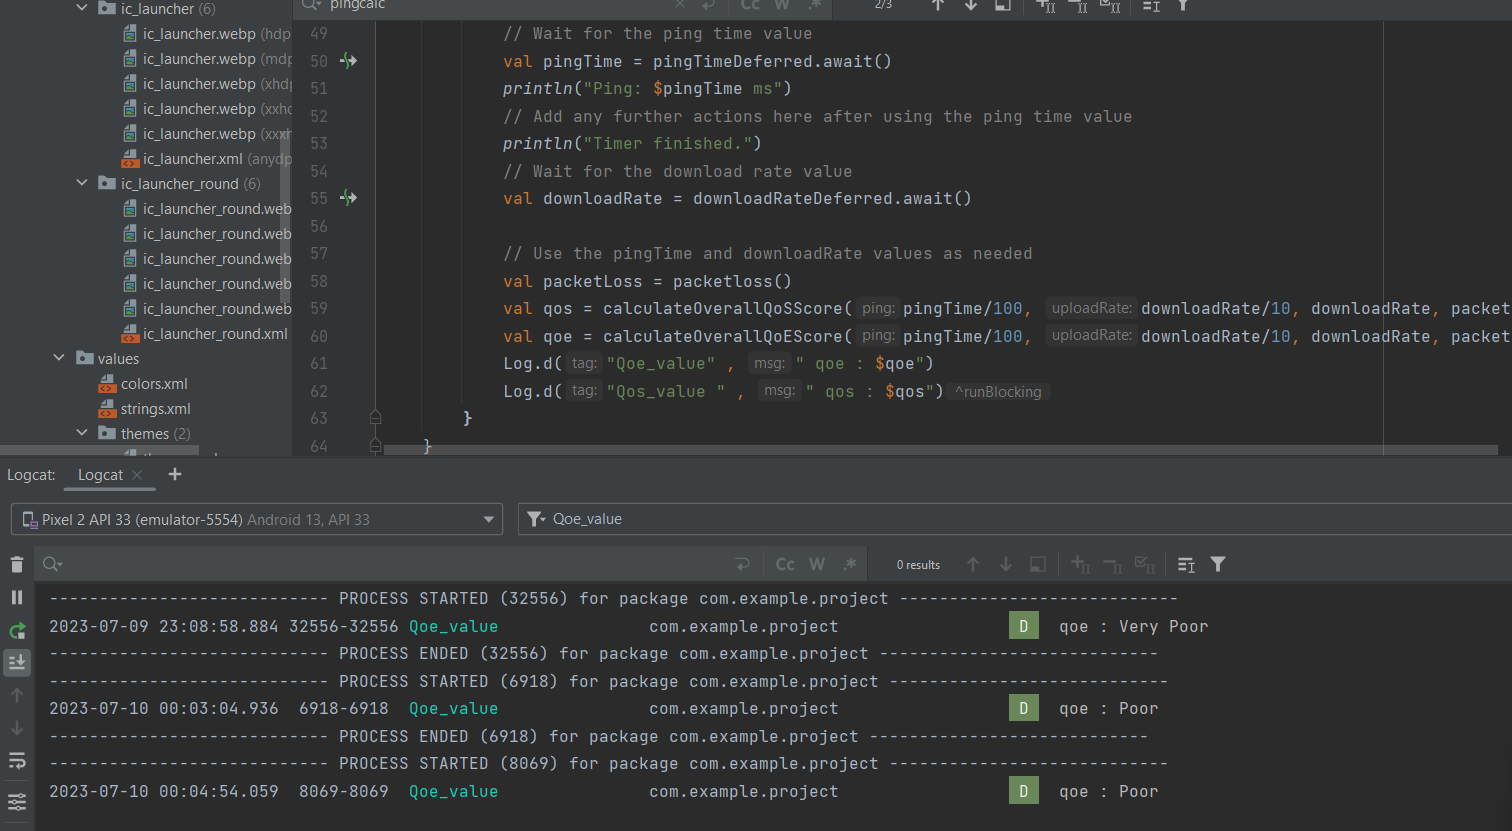 ic_launcher (6)
ic_launcher.webp (hdp
ic_launcher.webp (mdp
ic_launcher.webp (xhdp
ic_launcher.webp (xxhd
ic_launcher.webp (xxxh
ic_launcher.xml (anydp
ic_launcher_round (6)
ic_launcher_round.web
ic_launcher_round.web
ic_launcher_round.web
ic_launcher_round.web
ic_launcher_round.web
ic_launcher_round.xml
values
colors.xml
strings.xml
themes (2)
pingcalc Cc W .* 2/3
49 // Wait for the ping time value
50 val pingTime = pingTimeDeferred.await()
51 println("Ping: $pingTime ms")
52 // Add any further actions here after using the ping time value
53 println("Timer finished.")
54 // Wait for the download rate value
55 val downloadRate = downloadRateDeferred.await()
56
57 // Use the pingTime and downloadRate values as needed
58 val packetLoss = packetloss()
59 val qos = calculateOverallQoSScore( ping: pingTime/100, uploadRate: downloadRate/10, downloadRate, packet
60 val qoe = calculateOverallQoEScore( ping: pingTime/100, uploadRate: downloadRate/10, downloadRate, packet
61 Log.d( tag: "Qoe_value" , msg: " qoe : $qoe")
62 Log.d( tag: "Qos_value " , msg: " qos : $qos") ^runBlocking
63 }
64 }
Logcat: Logcat × +
Pixel 2 API 33 (emulator-5554) Android 13, API 33 Qoe_value
Cc W .* 0 results
---------------------------- PROCESS STARTED (32556) for package com.example.project ----------------------------
2023-07-09 23:08:58.884 32556-32556 Qoe_value com.example.project D qoe : Very Poor
---------------------------- PROCESS ENDED (32556) for package com.example.project ----------------------------
---------------------------- PROCESS STARTED (6918) for package com.example.project ----------------------------
2023-07-10 00:03:04.936 6918-6918 Qoe_value com.example.project D qoe : Poor
---------------------------- PROCESS ENDED (6918) for package com.example.project ----------------------------
---------------------------- PROCESS STARTED (8069) for package com.example.project ----------------------------
2023-07-10 00:04:54.059 8069-8069 Qoe_value com.example.project D qoe : Poor